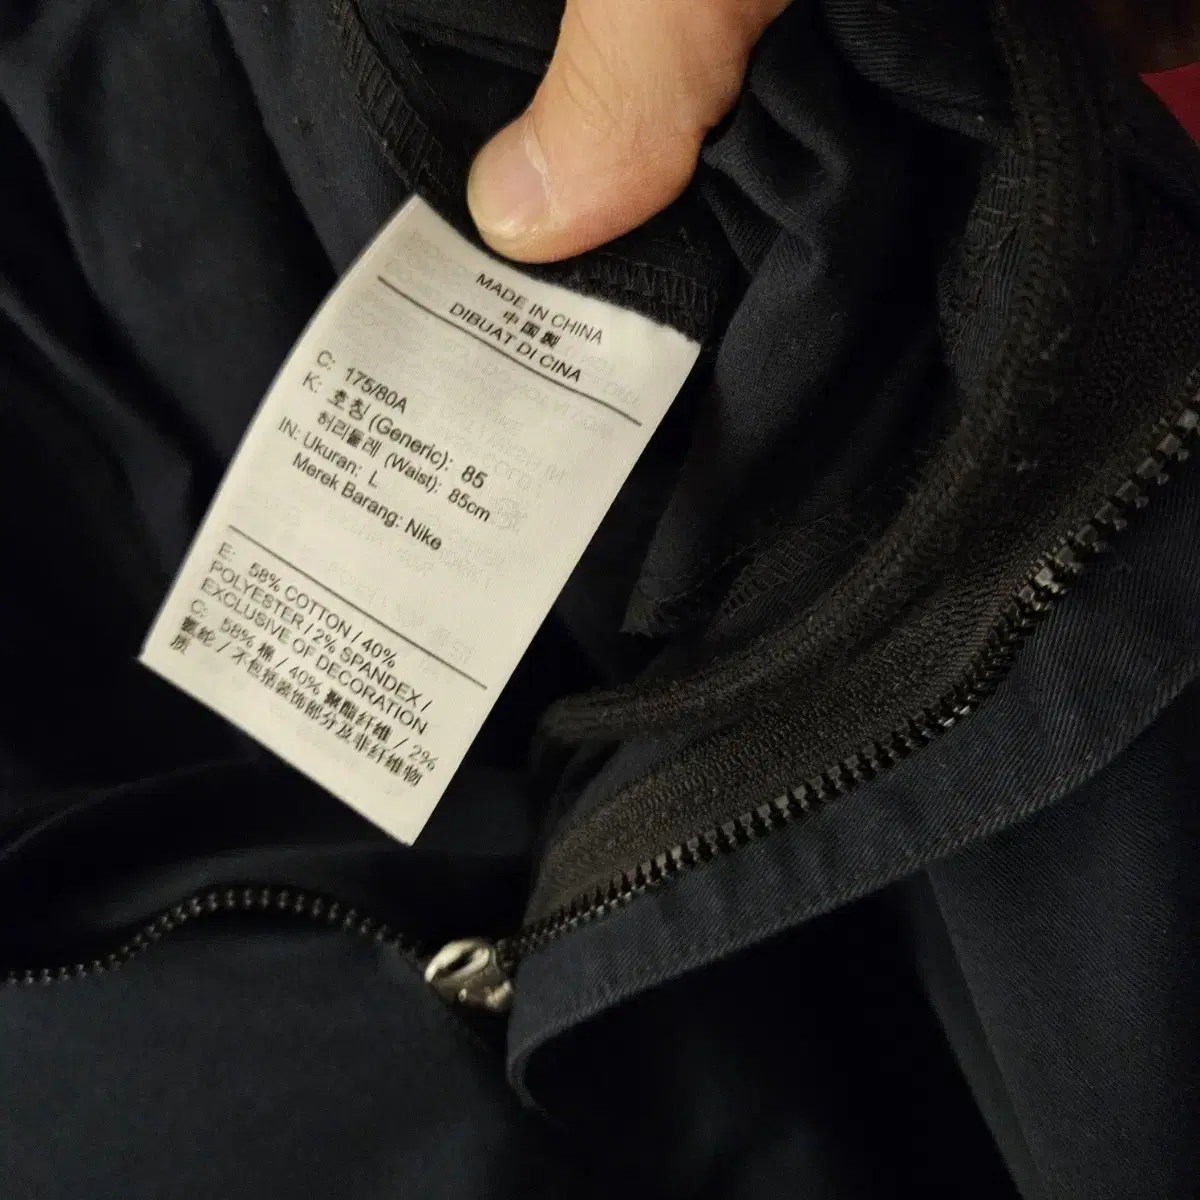 MADE IN CHINA
中国製
DIBUAT DI CINA
C: 175/80A
K: 호칭 (Generic): 85
허리둘레 (Waist): 85cm
IN: Ukuran: L
Merek Barang: Nike
E: 58% COTTON / 40%
POLYESTER / 2% SPANDEX /
EXCLUSIVE OF DECORATION
C: 58% 棉 / 40% 聚酯纤维 / 2%
氨纶 / 不包括装饰部分及非纤维物
质